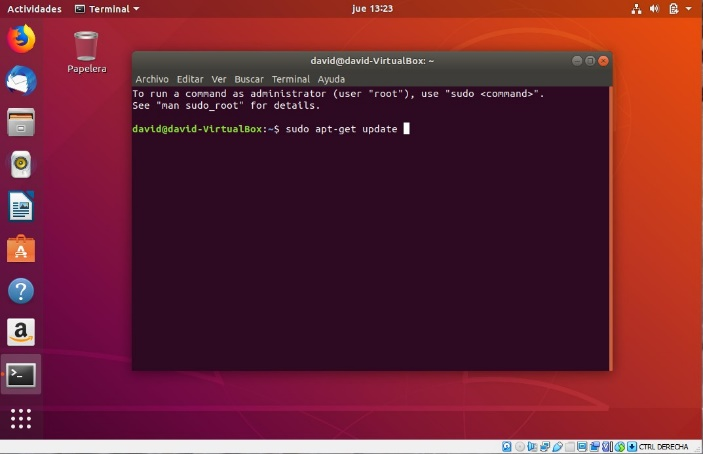 Actividades Terminal jue 13:23
Papelera
david@david-VirtualBox: ~
Archivo Editar Ver Buscar Terminal Ayuda
To run a command as administrator (user "root"), use "sudo <command>".
See "man sudo_root" for details.
david@david-VirtualBox:~$ sudo apt-get update
CTRL DERECHA